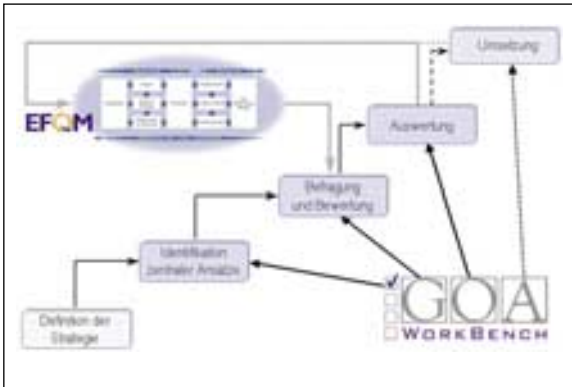 Umsetzung
EFQM
Auswertung
Befragung
und Bewertung
Identifikation
zentraler Ansätze
Definition der
Strategie
GOA
WORKBENCH